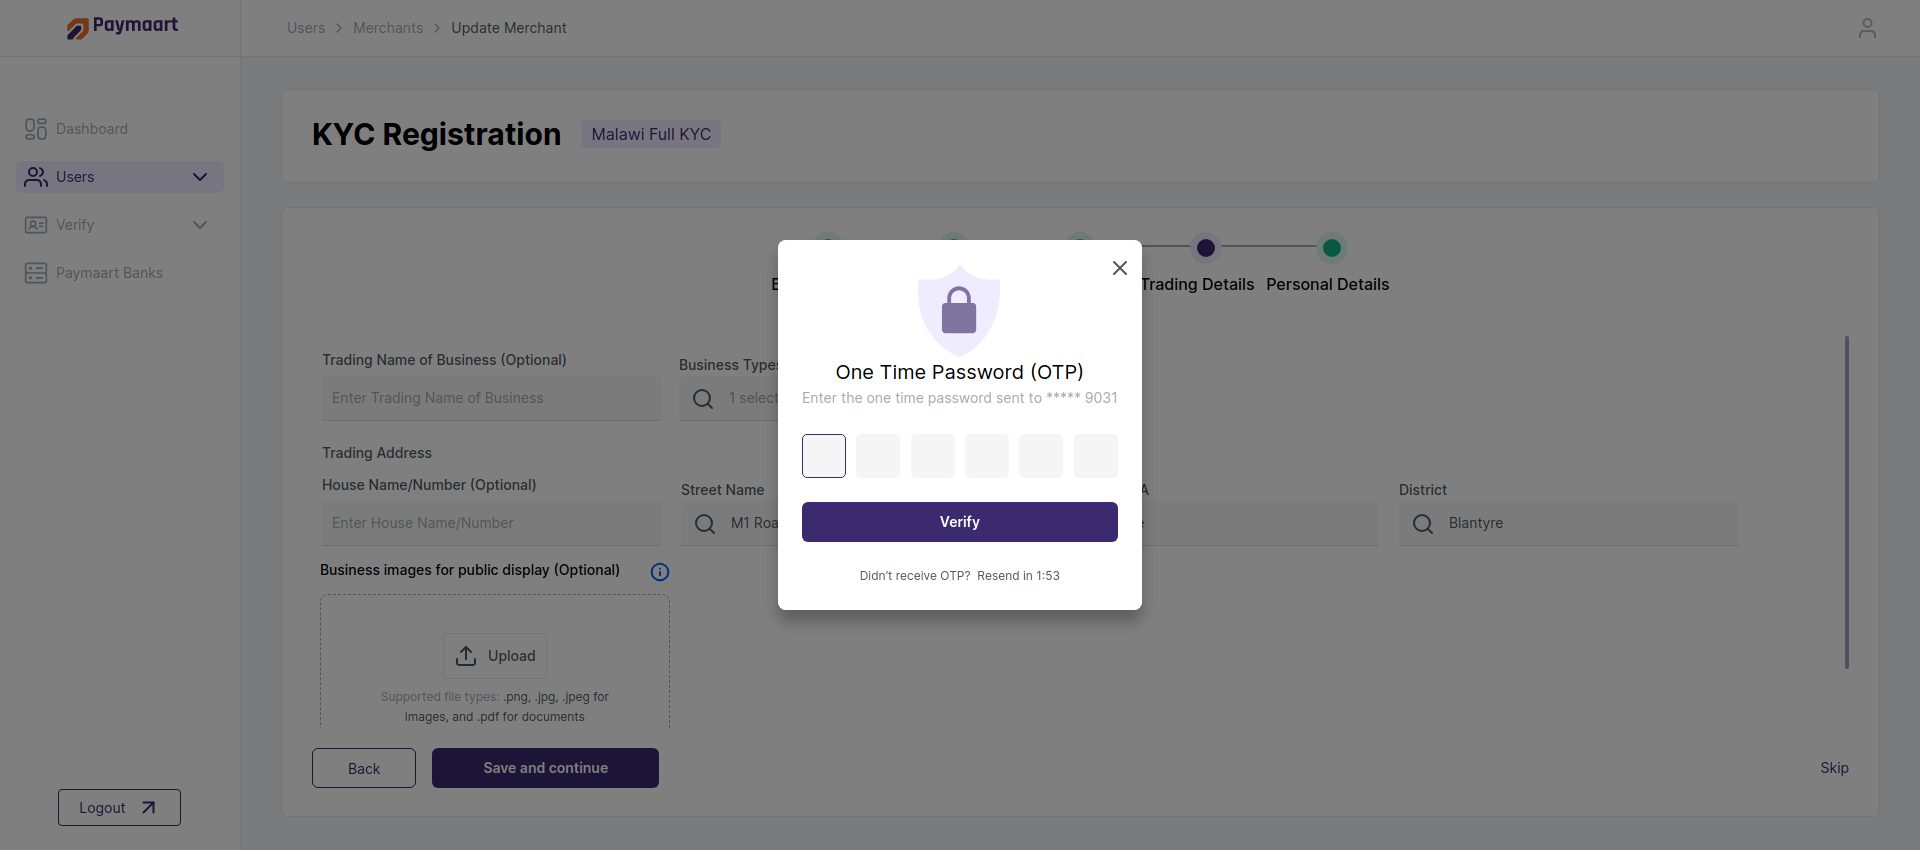 Paymaart
Users > Merchants > Update Merchant
Dashboard
Users
Verify
Paymaart Banks
Logout
KYC Registration
Malawi Full KYC
Trading Details
Personal Details
Trading Name of Business (Optional)
Enter Trading Name of Business
Business Types
1 select
Trading Address
House Name/Number (Optional)
Enter House Name/Number
Street Name
M1 Roa
District
Blantyre
Business images for public display (Optional)
Upload
Supported file types: .png, .jpg, .jpeg for
images, and .pdf for documents
Back
Save and continue
Skip
One Time Password (OTP)
Enter the one time password sent to ***** 9031
Verify
Didn't receive OTP? Resend in 1:53